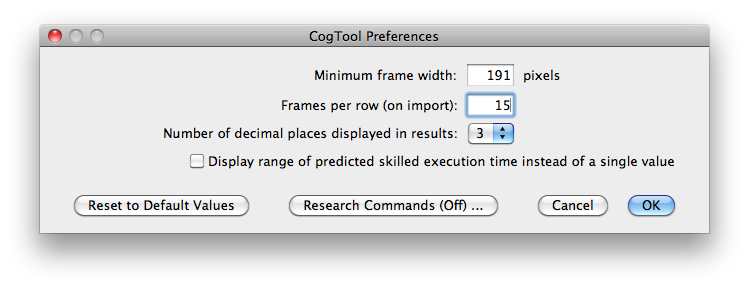 CogTool Preferences
Minimum frame width: 191 pixels
Frames per row (on import): 15
Number of decimal places displayed in results: 3
Display range of predicted skilled execution time instead of a single value
Reset to Default Values Research Commands (Off) ... Cancel OK